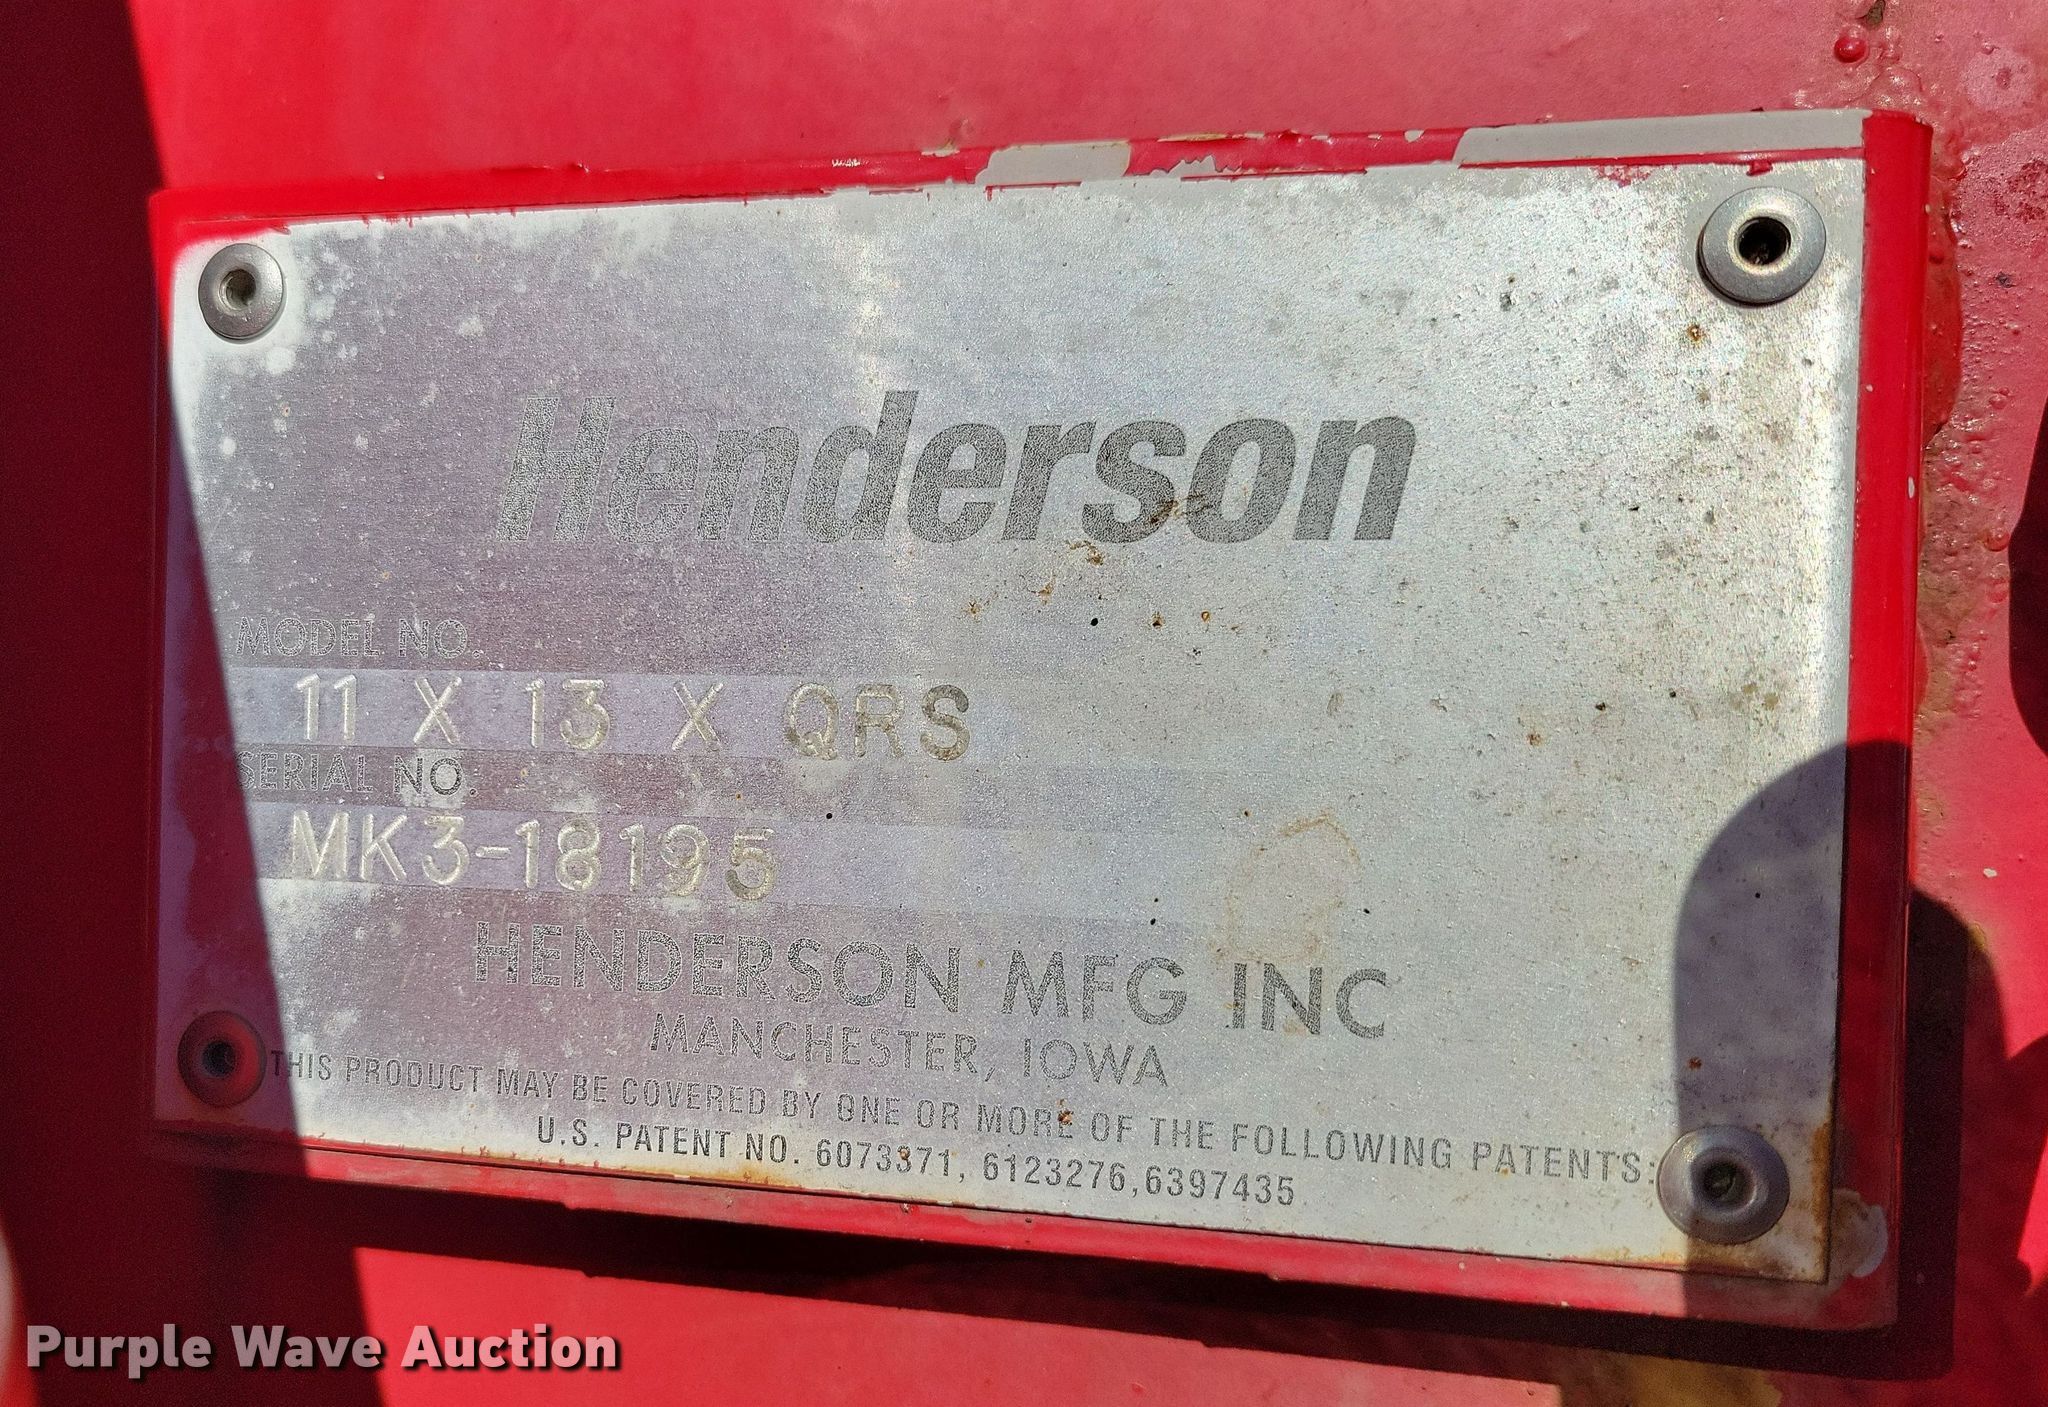 Henderson
MODEL NO.
11 X 13 X QRS
SERIAL NO.
MK3-18195
HENDERSON MFG INC
MANCHESTER, IOWA
THIS PRODUCT MAY BE COVERED BY ONE OR MORE OF THE FOLLOWING PATENTS:
U.S. PATENT NO. 6073371, 6123276,6397435
Purple Wave Auction